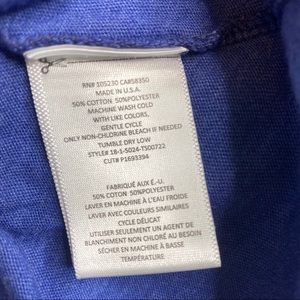 RN# 105230 CA#58350
MADE IN U.S.A.
50% COTTON 50%POLYESTER
MACHINE WASH COLD
WITH LIKE COLORS,
GENTLE CYCLE
ONLY NON-CHLORINE BLEACH IF NEEDED
TUMBLE DRY LOW
STYLE# 18-1-S024-TS00722
CUT# P1693394
FABRIQUÉ AUX É.-U.
50% COTON 50%POLYESTER
LAVER EN MACHINE À L'EAU FROIDE
AVEC COULEURS SIMILAIRES
CYCLE DÉLICAT
UTILISER SEULEMENT UN AGENT DE
BLANCHIMENT NON CHLORÉ AU BESOIN
SÉCHER EN MACHINE À BASSE
TEMPÉRATURE